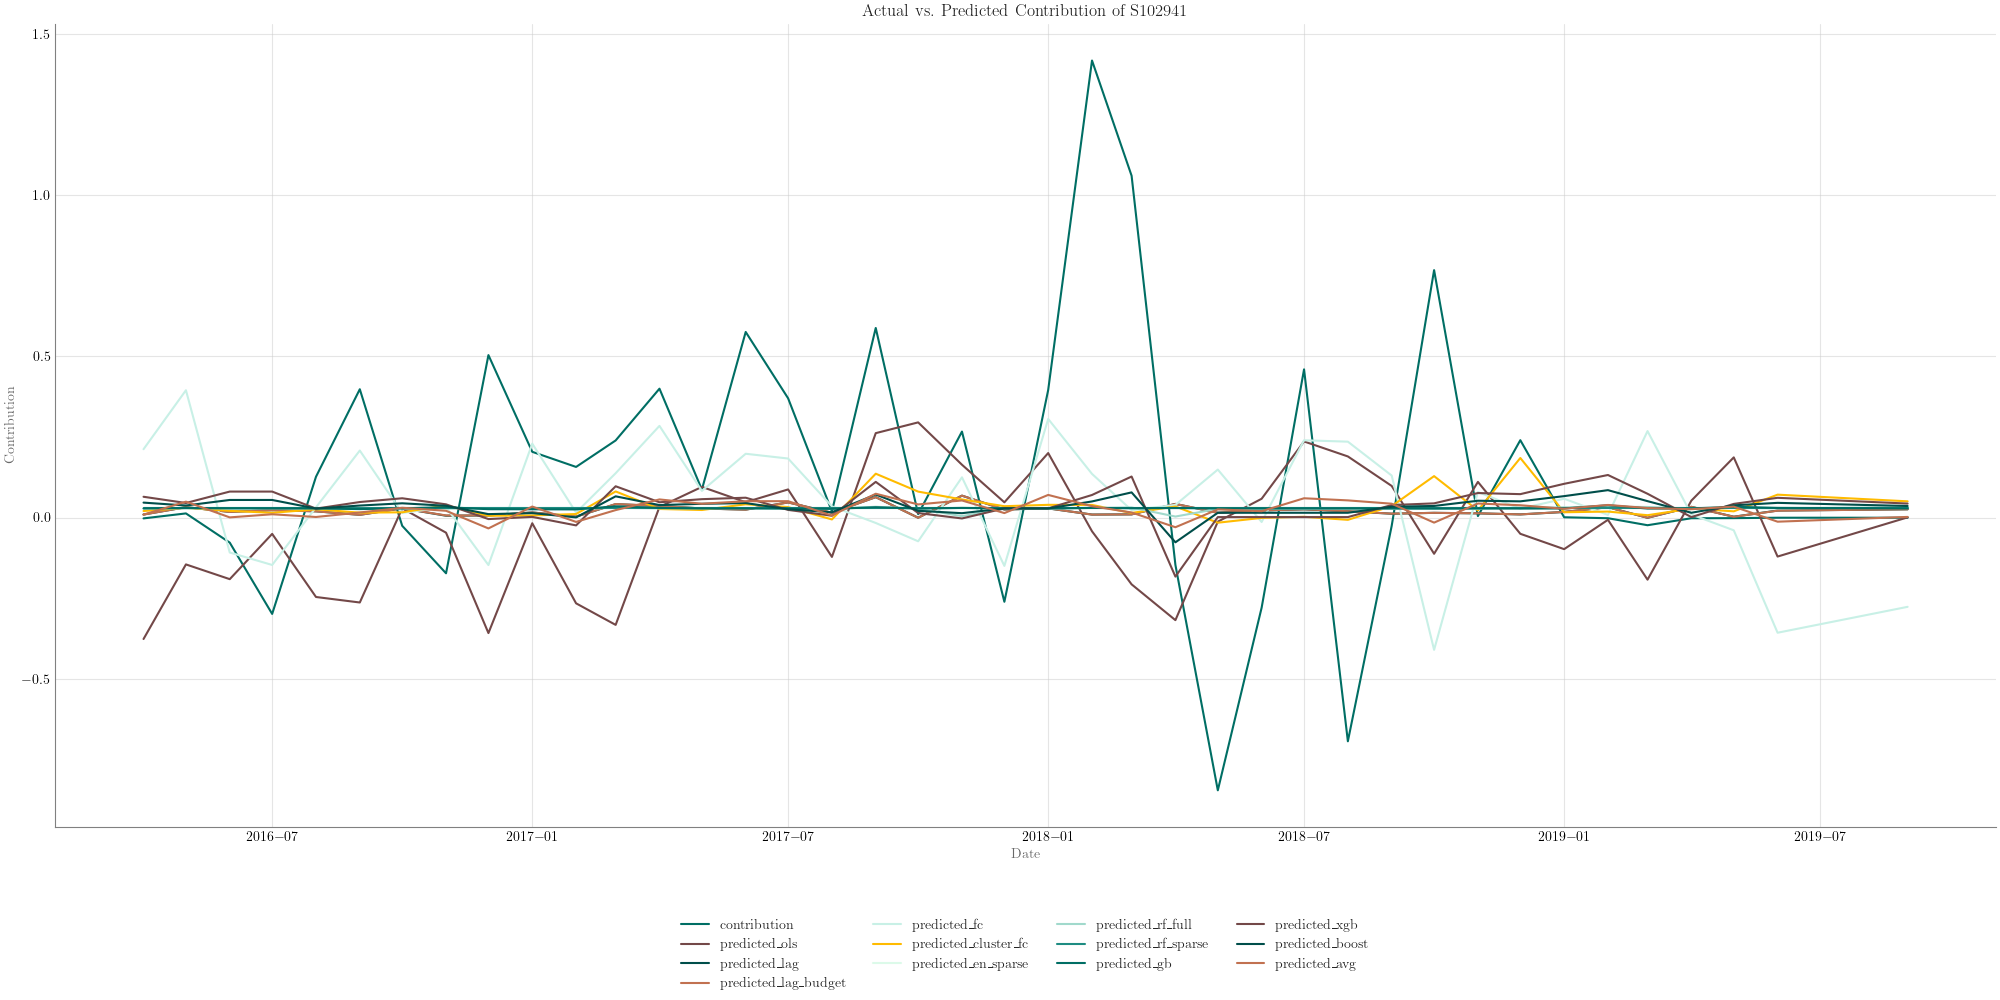 Actual vs. Predicted Contribution of S102941
1.5
1.0
0.5
0.0
−0.5
Contribution
2016−07 2017−01 2017−07 2018−01 2018−07 2019−01 2019−07
Date
contribution predicted_fc predicted_rf_full predicted_xgb
predicted_ols predicted_cluster_fc predicted_rf_sparse predicted_boost
predicted_lag predicted_en_sparse predicted_gb predicted_avg
predicted_lag_budget